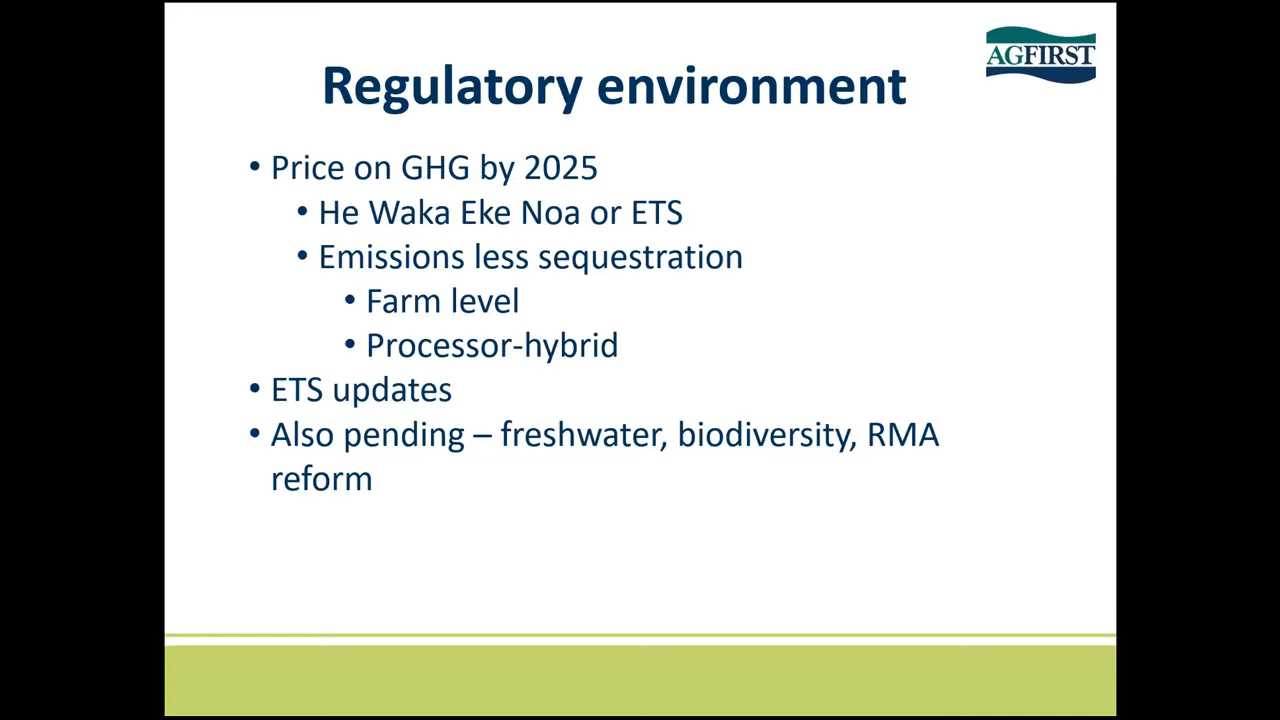 AGFIRST
Regulatory environment
• Price on GHG by 2025
• He Waka Eke Noa or ETS
• Emissions less sequestration
• Farm level
• Processor-hybrid
• ETS updates
• Also pending – freshwater, biodiversity, RMA
reform